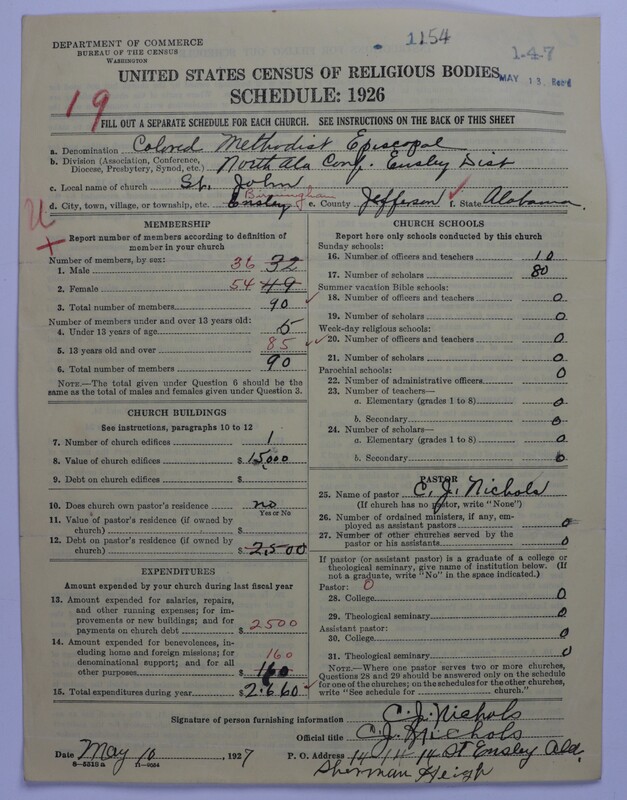 DEPARTMENT OF COMMERCE
BUREAU OF THE CENSUS
WASHINGTON
1154
1-4-7
MAY 13
UNITED STATES CENSUS OF RELIGIOUS BODIES
SCHEDULE: 1926
19
FILL OUT A SEPARATE SCHEDULE FOR EACH CHURCH. SEE INSTRUCTIONS ON THE BACK OF THIS SHEET
a. Denomination Colored Methodist Episcopal
b. Division (Association, Conference, Diocese, Presbytery, Synod, etc.) North Ala Conf. Ensley Dist
c. Local name of church St. John
Birmingham
d. City, town, village, or township, etc. Ensley e. County Jefferson f. State Alabama
MEMBERSHIP
Report number of members according to definition of
member in your church
Number of members, by sex:
1. Male 36 32
2. Female 54 49
3. Total number of members 90
Number of members under and over 13 years old:
4. Under 13 years of age 5
5. 13 years old and over 85
6. Total number of members 90
NOTE.—The total given under Question 6 should be
the same as the total of males and females given under Question 3.
CHURCH BUILDINGS
See instructions, paragraphs 10 to 12
7. Number of church edifices 1
8. Value of church edifices $ 15,000
9. Debt on church edifices $
10. Does church own pastor's residence no
Yes or No
11. Value of pastor's residence (if owned by
church) $
12. Debt on pastor's residence (if owned by
church) $ 2,500
EXPENDITURES
Amount expended by your church during last fiscal year
13. Amount expended for salaries, repairs,
and other running expenses; for im-
provements or new buildings; and for
payments on church debt $ 2500
14. Amount expended for benevolences, in-
cluding home and foreign missions; for
denominational support; and for all
other purposes 160
160
15. Total expenditures during year $ 2,660
CHURCH SCHOOLS
Report here only schools conducted by this church
Sunday schools:
16. Number of officers and teachers 10
17. Number of scholars 80
Summer vacation Bible schools:
18. Number of officers and teachers 0
19. Number of scholars 0
Week-day religious schools:
20. Number of officers and teachers 0
21. Number of scholars 0
Parochial schools:
22. Number of administrative officers 0
23. Number of teachers—
a. Elementary (grades 1 to 8) 0
b. Secondary 0
24. Number of scholars—
a. Elementary (grades 1 to 8) 0
b. Secondary 0
PASTOR
25. Name of pastor C. J. Nichols
(If church has no pastor, write "None")
26. Number of ordained ministers, if any, em-
ployed as assistant pastors 0
27. Number of other churches served by the
pastor or his assistants 0
If pastor (or assistant pastor) is a graduate of a college or
theological seminary, give name of institution below. (If
not a graduate, write "No" in the space indicated.)
Pastor: 0
28. College 0
29. Theological seminary 0
Assistant pastor:
30. College 0
31. Theological seminary 0
NOTE.—Where one pastor serves two or more churches,
Questions 28 and 29 should be answered only on the schedule
for one of the churches; on the schedules for the other churches,
write "See schedule for church."
Signature of person furnishing information C. J. Nichols
Official title C. J. Nichols
Date May 10, 1927 P. O. Address 1414 14 St Ensley Ala,
8-5318a 11-9084
Sherman Heigh